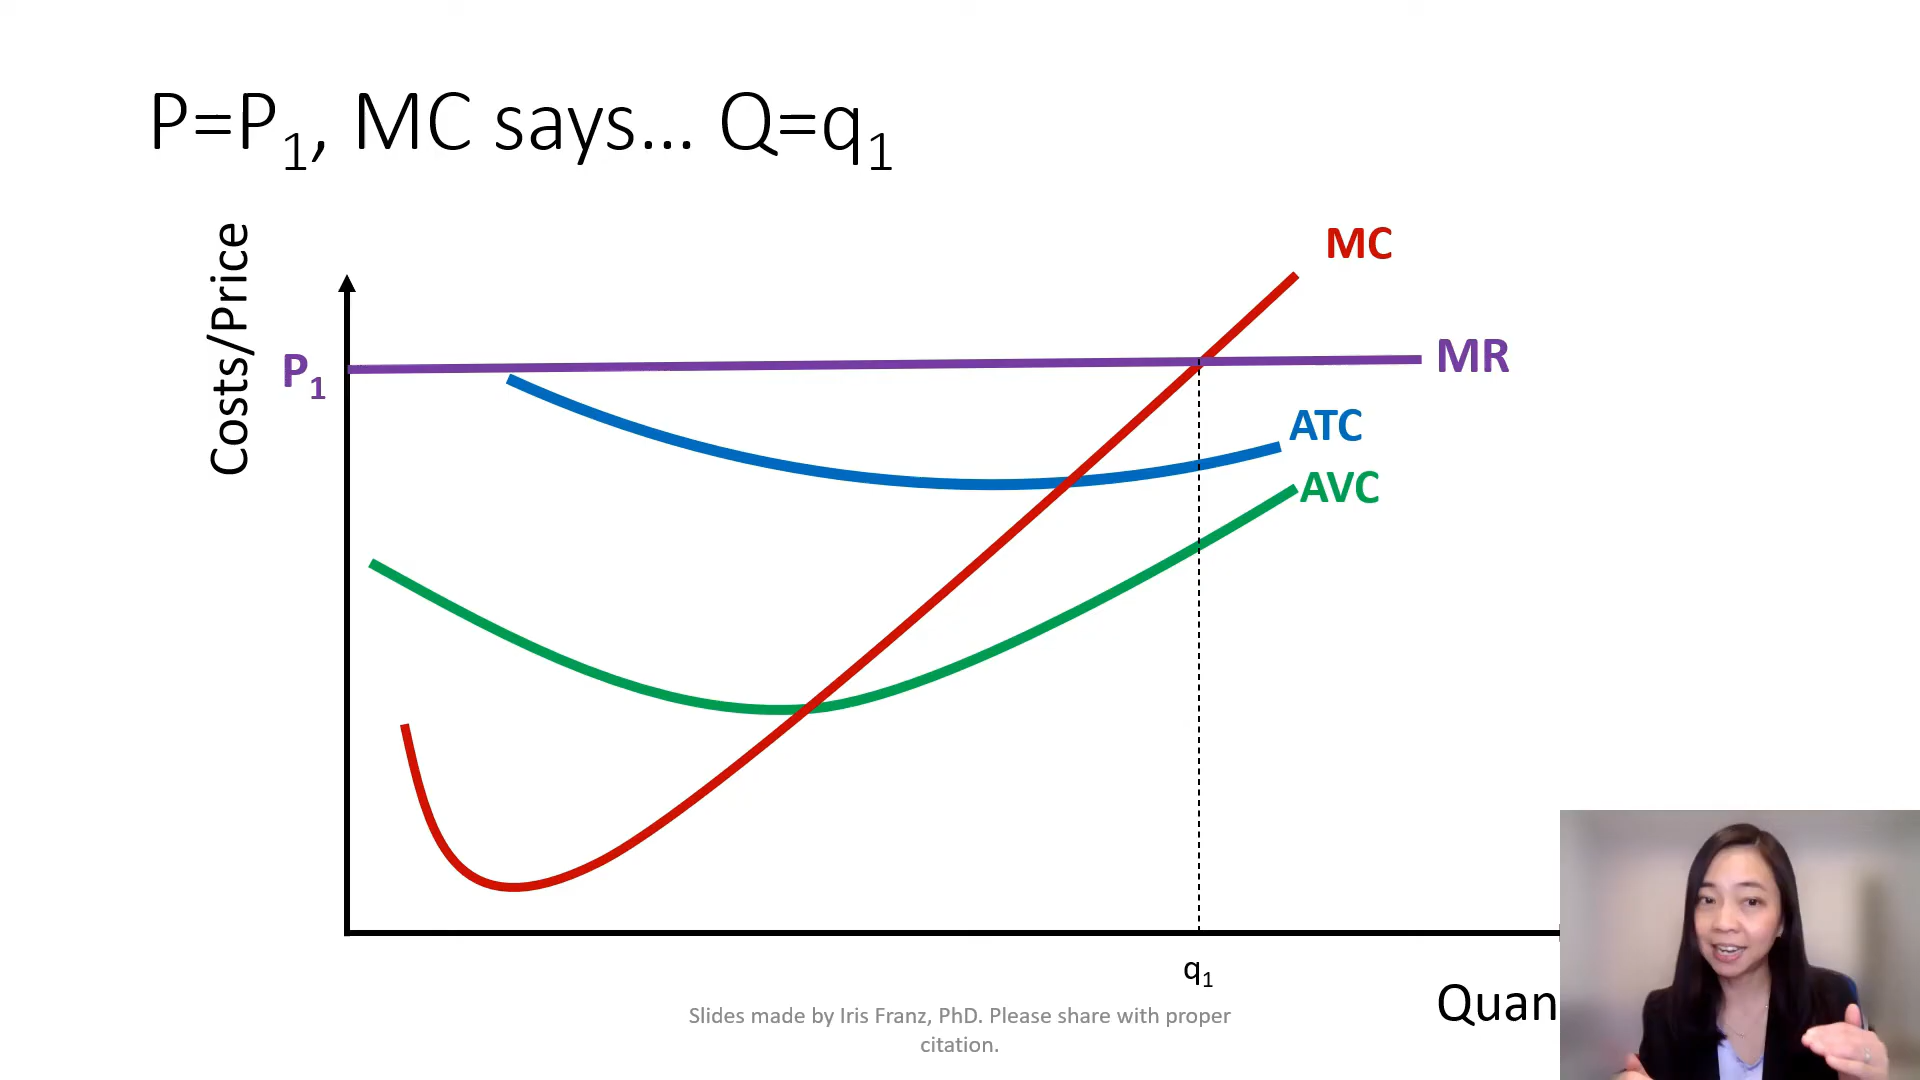 P=P₁, MC says... Q=q₁
Costs/Price
MC
P₁
MR
ATC
AVC
q₁
Quan
Slides made by Iris Franz, PhD. Please share with proper
citation.